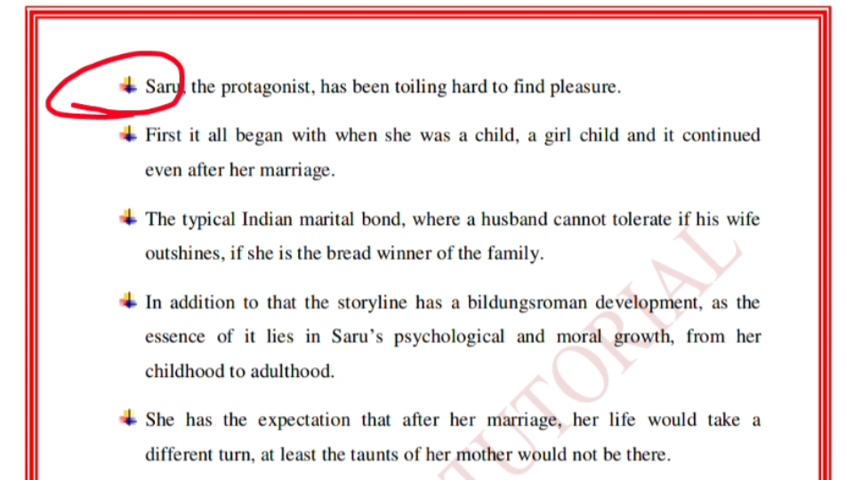 Saru, the protagonist, has been toiling hard to find pleasure.
First it all began with when she was a child, a girl child and it continued
even after her marriage.
The typical Indian marital bond, where a husband cannot tolerate if his wife
outshines, if she is the bread winner of the family.
In addition to that the storyline has a bildungsroman development, as the
essence of it lies in Saru's psychological and moral growth, from her
childhood to adulthood.
She has the expectation that after her marriage, her life would take a
different turn, at least the taunts of her mother would not be there.
TUTORIAL